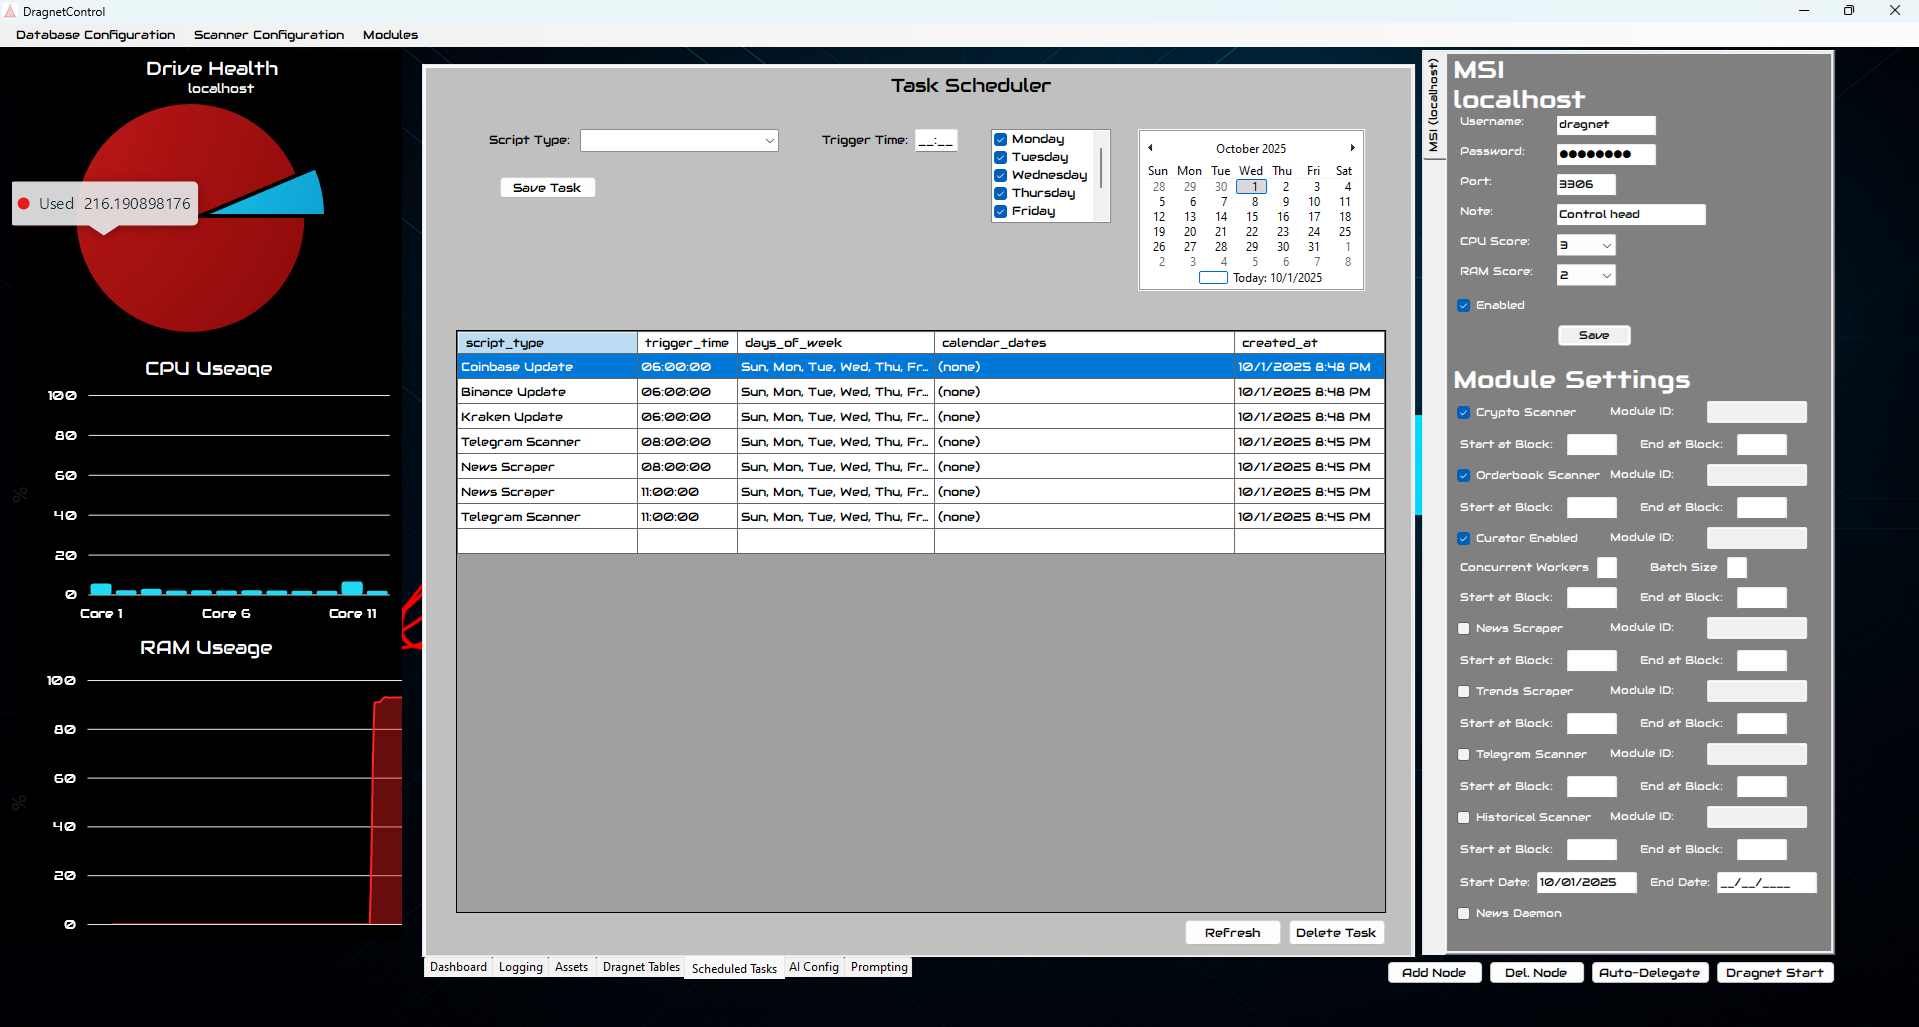 DragnetControl
Database Configuration Scanner Configuration Modules
Drive Health
localhost
Used 216.190898176
CPU Useage
100
80
60
%
40
20
0
Core 1 Core 6 Core 11
RAM Useage
100
80
60
%
40
20
0
Task Scheduler
Script Type:
Trigger Time: __:__
Save Task
Monday
Tuesday
Wednesday
Thursday
Friday
October 2025
Sun Mon Tue Wed Thu Fri Sat
28 29 30 1 2 3 4
5 6 7 8 9 10 11
12 13 14 15 16 17 18
19 20 21 22 23 24 25
26 27 28 29 30 31 1
2 3 4 5 6 7 8
Today: 10/1/2025
script_type trigger_time days_of_week calendar_dates created_at
Coinbase Update 06:00:00 Sun, Mon, Tue, Wed, Thu, Fr... (none) 10/1/2025 8:48 PM
Binance Update 06:00:00 Sun, Mon, Tue, Wed, Thu, Fr... (none) 10/1/2025 8:48 PM
Kraken Update 06:00:00 Sun, Mon, Tue, Wed, Thu, Fr... (none) 10/1/2025 8:48 PM
Telegram Scanner 08:00:00 Sun, Mon, Tue, Wed, Thu, Fr... (none) 10/1/2025 8:45 PM
News Scraper 08:00:00 Sun, Mon, Tue, Wed, Thu, Fr... (none) 10/1/2025 8:45 PM
News Scraper 11:00:00 Sun, Mon, Tue, Wed, Thu, Fr... (none) 10/1/2025 8:45 PM
Telegram Scanner 11:00:00 Sun, Mon, Tue, Wed, Thu, Fr... (none) 10/1/2025 8:45 PM
Refresh Delete Task
Dashboard Logging Assets Dragnet Tables Scheduled Tasks AI Config Prompting
MSI (localhost)
MSI
localhost
Username: dragnet
Password: ●●●●●●●●
Port: 3306
Note: Control head
CPU Score: 3
RAM Score: 2
Enabled
Save
Module Settings
Crypto Scanner Module ID:
Start at Block: End at Block:
Orderbook Scanner Module ID:
Start at Block: End at Block:
Curator Enabled Module ID:
Concurrent Workers Batch Size
Start at Block: End at Block:
News Scraper Module ID:
Start at Block: End at Block:
Trends Scraper Module ID:
Start at Block: End at Block:
Telegram Scanner Module ID:
Start at Block: End at Block:
Historical Scanner Module ID:
Start at Block: End at Block:
Start Date: 10/01/2025 End Date: __/__/____
News Daemon
Add Node Del. Node Auto-Delegate Dragnet Start